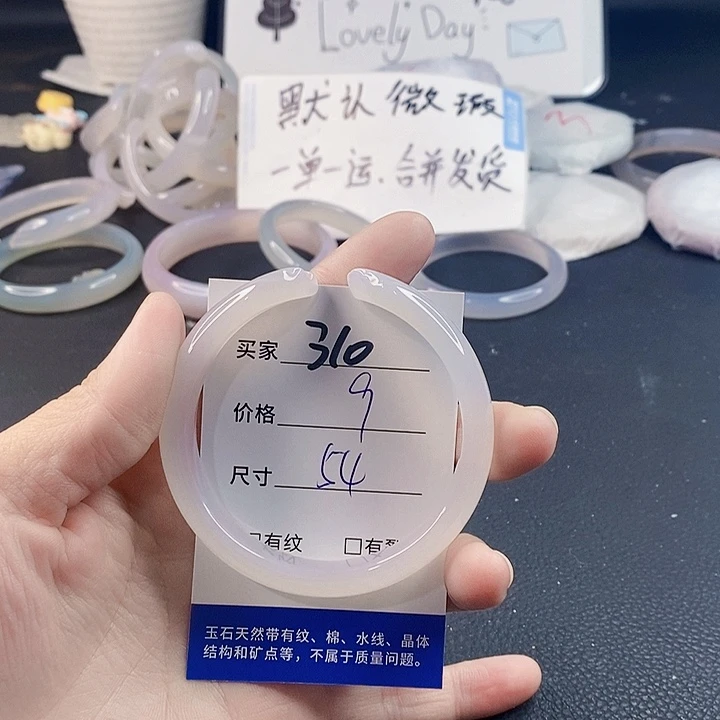 Lovely Day
默认微瑕
一单一运.合并发货
买家 310
价格 9
尺寸 54
□有纹 □有裂
玉石天然带有纹、棉、水线、晶体
结构和矿点等，不属于质量问题。